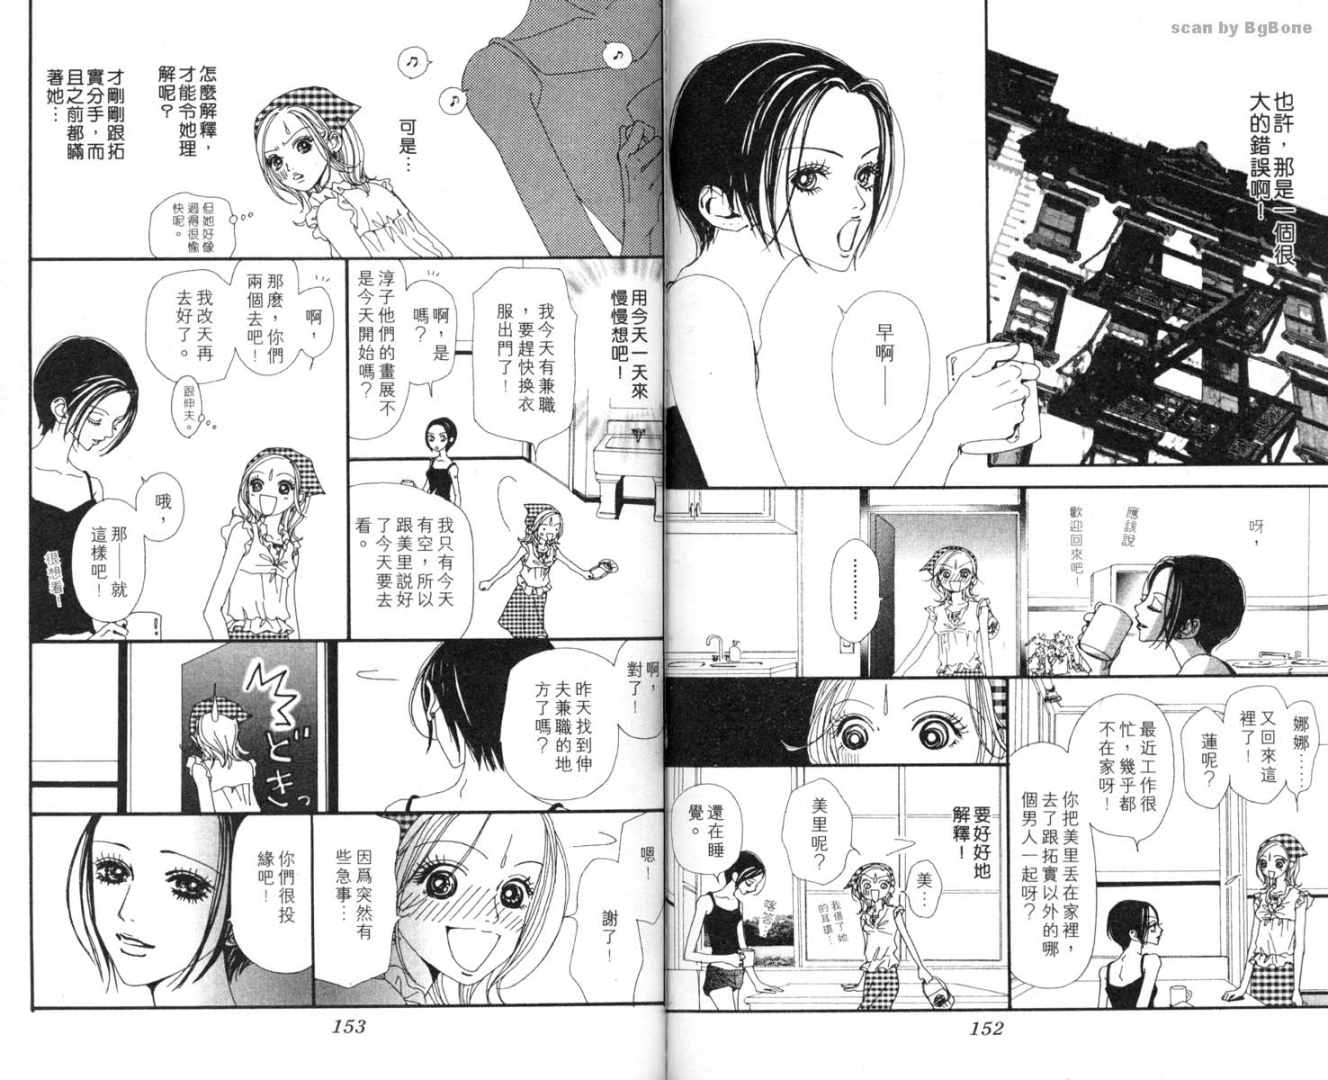 scan by BgBone
也許，那是一個很
大的錯誤啊！
早啊——
呀，
應該說
歡迎回來吧！
…………
娜娜……
又回來這
裡了！
蓮呢？
最近工作很
忙，幾乎都
不在家呀！
你把美里丟在家裡，
去了跟拓實以外的哪
個男人一起呀？
要好好地
解釋！
美…
我借了她
的耳環…
美里呢？
喀答
還在睡
覺。
152
可是…
怎麼解釋，
才能令她理
解呢？
才剛剛跟拓
實分手，而
且之前都瞞
著她…
但她好像
過得很愉
快呢。
用今天一天來
慢慢想吧！
我今天有兼職
，要趕快換衣
服出門了！
啊，是
嗎？
淳子他們的畫展不
是今天開始嗎？
我只有今天
有空，所以
跟美里説好
了今天要去
看。
啊，
那麼，你們
兩個去吧！
我改天再
去好了。
跟伸夫。
哦，
那——就
這樣吧！
很想看！
啊，
對了！
昨天找到伸
夫兼職的地
方了嗎？
どきっ
嗯！
謝了！
因爲突然有
些急事…
你們很投
緣吧！
153